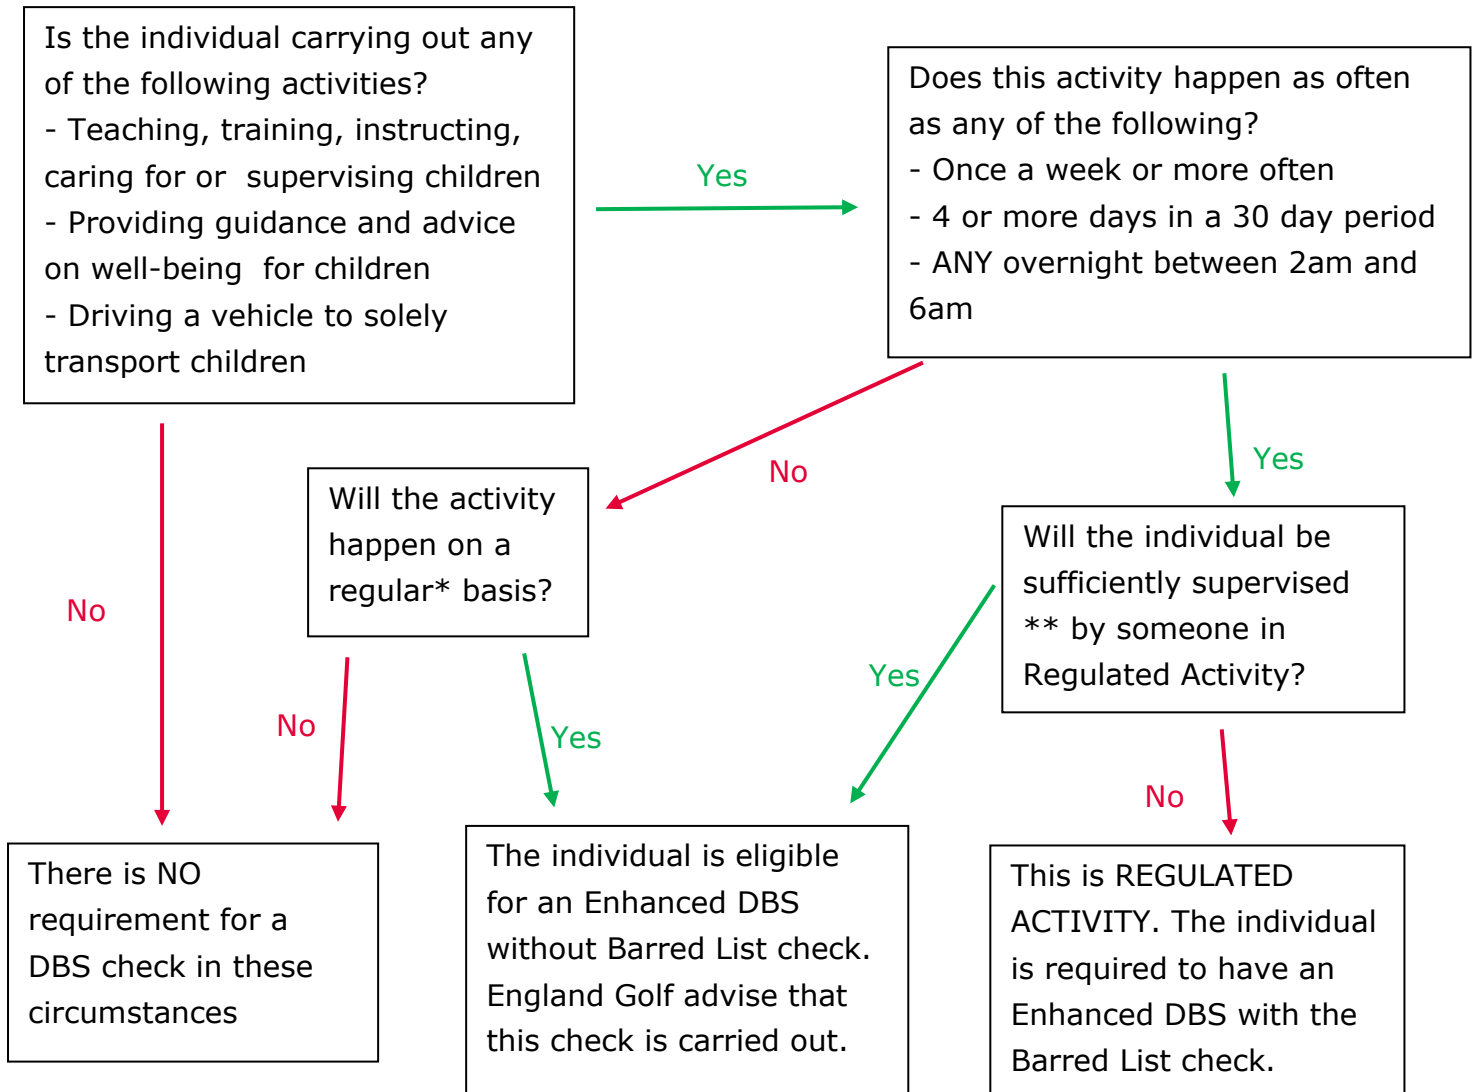 Is the individual carrying out any
of the following activities?
- Teaching, training, instructing,
caring for or  supervising children
- Providing guidance and advice
on well-being  for children
- Driving a vehicle to solely
transport children
Yes
Does this activity happen as often
as any of the following?
- Once a week or more often
- 4 or more days in a 30 day period
- ANY overnight between 2am and
6am
No
Yes
No
Will the activity
happen on a
regular* basis?
Will the individual be
sufficiently supervised
** by someone in
Regulated Activity?
No
Yes
Yes
No
There is NO
requirement for a
DBS check in these
circumstances
The individual is eligible
for an Enhanced DBS
without Barred List check.
England Golf advise that
this check is carried out.
This is REGULATED
ACTIVITY. The individual
is required to have an
Enhanced DBS with the
Barred List check.